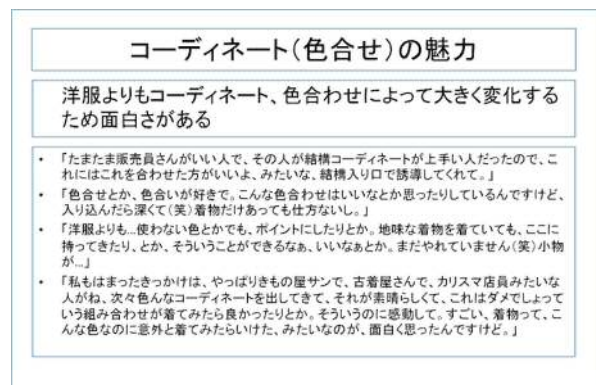 コーディネート（色合せ）の魅力
洋服よりもコーディネート、色合わせによって大きく変化する
ため面白さがある
• 「たまたま販売員さんがいい人で、その人が結構コーディネートが上手い人だったので、こ
れにはこれを合わせた方がいいよ、みたいな、結構入り口で誘導してくれて。」
• 「色合せとか、色合いが好きで。こんな色合わせはいいなとか思ったりしているんですけど、
入り込んだら深くて（笑）着物だけあっても仕方ないし。」
• 「洋服よりも...使わない色とかでも、ポイントにしたりとか。地味な着物を着ていても、ここに
持ってきたり、とか、そういうことができるなぁ、いいなぁとか。まだやれていません（笑）小物
が...」
• 「私もはまったきっかけは、やっぱりきもの屋サンで、古着屋さんで、カリスマ店員みたいな
人がね、次々色んなコーディネートを出してきて、それが素晴らしくて、これはダメでしょって
いう組み合わせが着てみたら良かったりとか。そういうのに感動して。すごい、着物って、こ
んな色なのに意外と着てみたらいけた、みたいなのが、面白く思ったんですけど。」